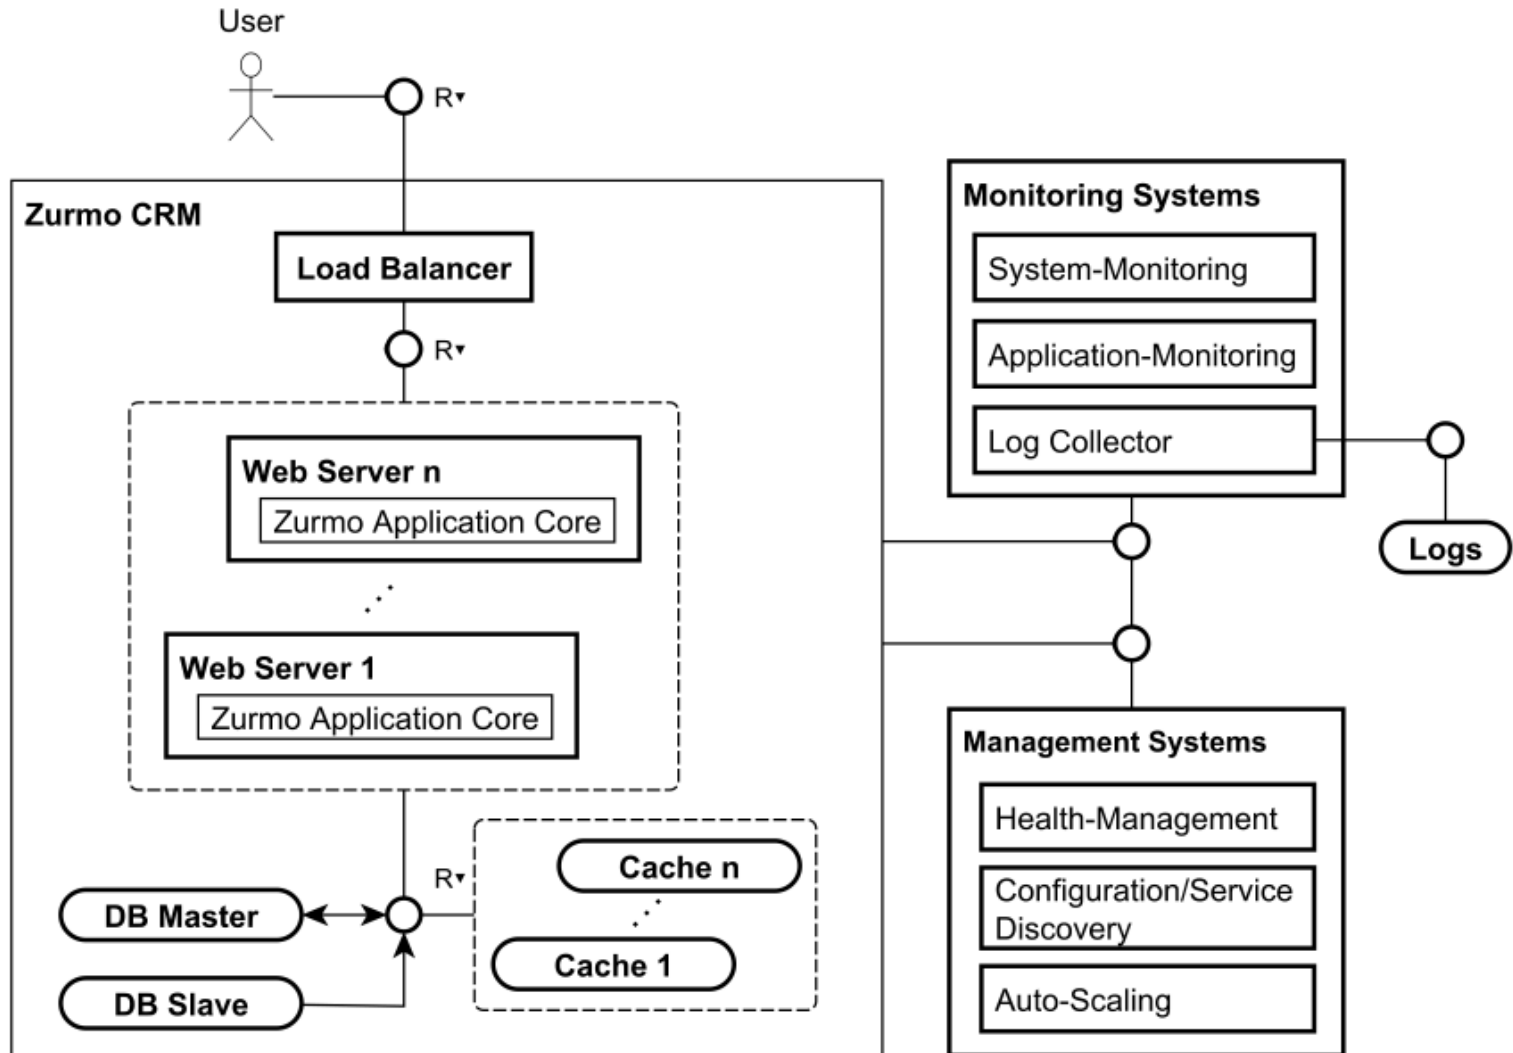 User
R▾
Zurmo CRM
Load Balancer
R▾
Web Server n
Zurmo Application Core
Web Server 1
Zurmo Application Core
R▾
Cache n
DB Master
Cache 1
DB Slave
Monitoring Systems
System-Monitoring
Application-Monitoring
Log Collector
Logs
Management Systems
Health-Management
Configuration/Service
Discovery
Auto-Scaling